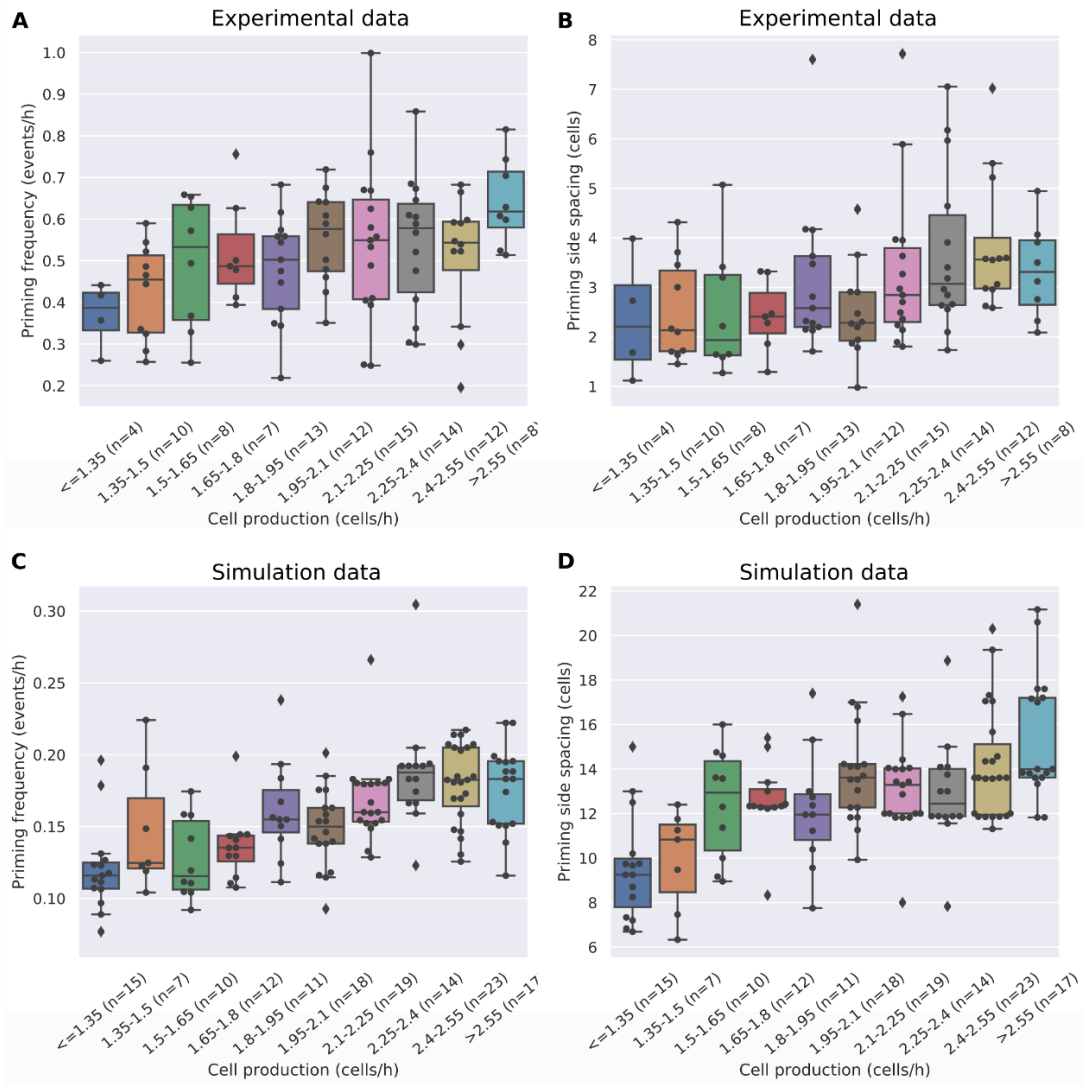 A
Experimental data
Priming frequency (events/h)
1.0
0.9
0.8
0.7
0.6
0.5
0.4
0.3
0.2
<=1.35 (n=4)
1.35-1.5 (n=10)
1.5-1.65 (n=8)
1.65-1.8 (n=7)
1.8-1.95 (n=13)
1.95-2.1 (n=12)
2.1-2.25 (n=15)
2.25-2.4 (n=14)
2.4-2.55 (n=12)
>2.55 (n=8
Cell production (cells/h)
B
Experimental data
Priming side spacing (cells)
8
7
6
5
4
3
2
1
<=1.35 (n=4)
1.35-1.5 (n=10)
1.5-1.65 (n=8)
1.65-1.8 (n=7)
1.8-1.95 (n=13)
1.95-2.1 (n=12)
2.1-2.25 (n=15)
2.25-2.4 (n=14)
2.4-2.55 (n=12)
>2.55 (n=8)
Cell production (cells/h)
C
Simulation data
Priming frequency (events/h)
0.30
0.25
0.20
0.15
0.10
<=1.35 (n=15)
1.35-1.5 (n=7)
1.5-1.65 (n=10)
1.65-1.8 (n=12)
1.8-1.95 (n=11)
1.95-2.1 (n=18)
2.1-2.25 (n=19)
2.25-2.4 (n=14)
2.4-2.55 (n=23)
>2.55 (n=17
Cell production (cells/h)
D
Simulation data
Priming side spacing (cells)
22
20
18
16
14
12
10
8
6
<=1.35 (n=15)
1.35-1.5 (n=7)
1.5-1.65 (n=10)
1.65-1.8 (n=12)
1.8-1.95 (n=11)
1.95-2.1 (n=18)
2.1-2.25 (n=19)
2.25-2.4 (n=14)
2.4-2.55 (n=23)
>2.55 (n=17)
Cell production (cells/h)